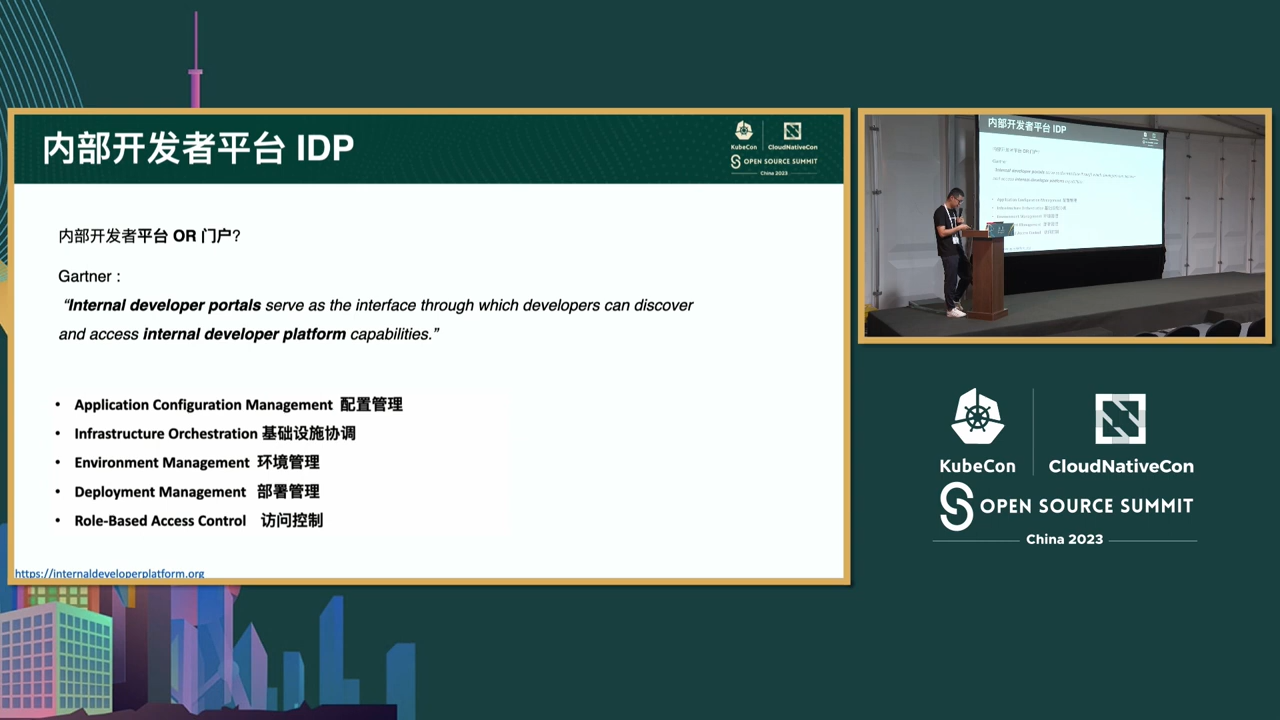 内部开发者平台 IDP
KubeCon
CloudNativeCon
OPEN SOURCE SUMMIT
China 2023
内部开发者平台 OR 门户?
Gartner :
“Internal developer portals serve as the interface through which developers can discover
and access internal developer platform capabilities.”
• Application Configuration Management 配置管理
• Infrastructure Orchestration 基础设施协调
• Environment Management 环境管理
• Deployment Management 部署管理
• Role-Based Access Control 访问控制
https://internaldeveloperplatform.org
内部开发者平台 IDP
KubeCon
CloudNativeCon
OPEN SOURCE SUMMIT
China 2023